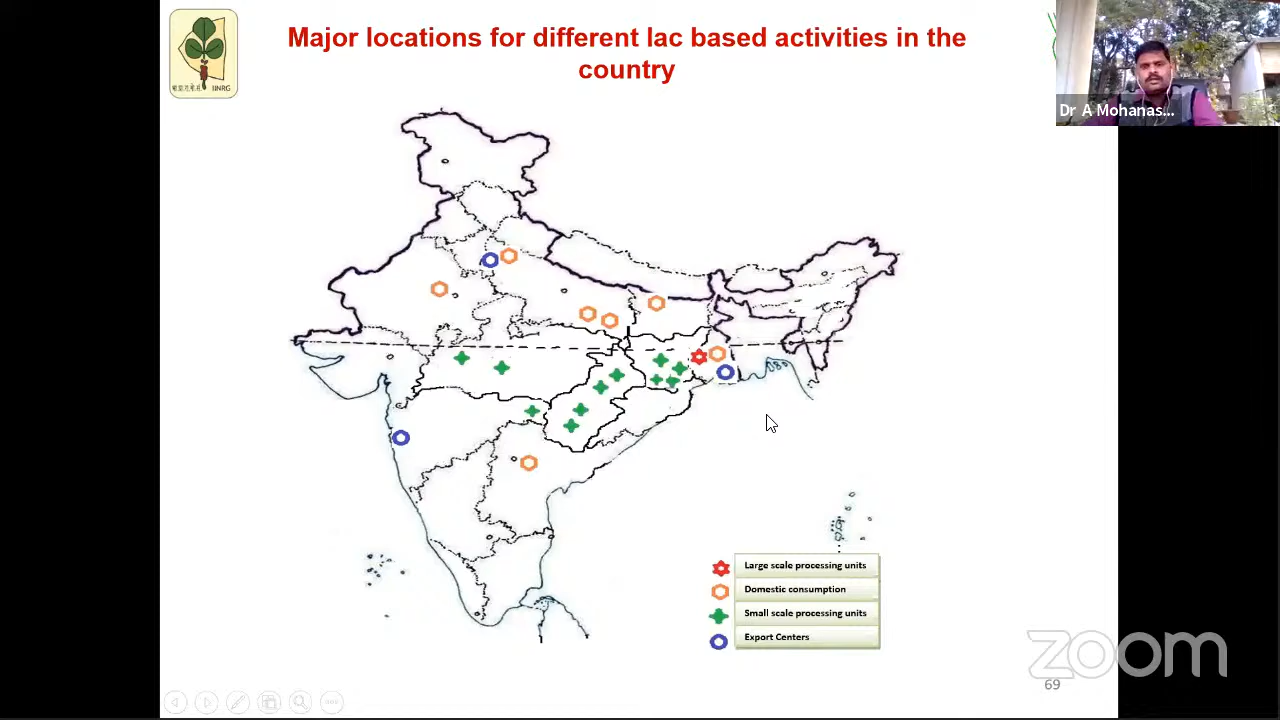 Major locations for different lac based activities in the
country
IINRG
Dr A Mohanas...
Large scale processing units
Domestic consumption
Small scale processing units
Export Centers
zoom
69